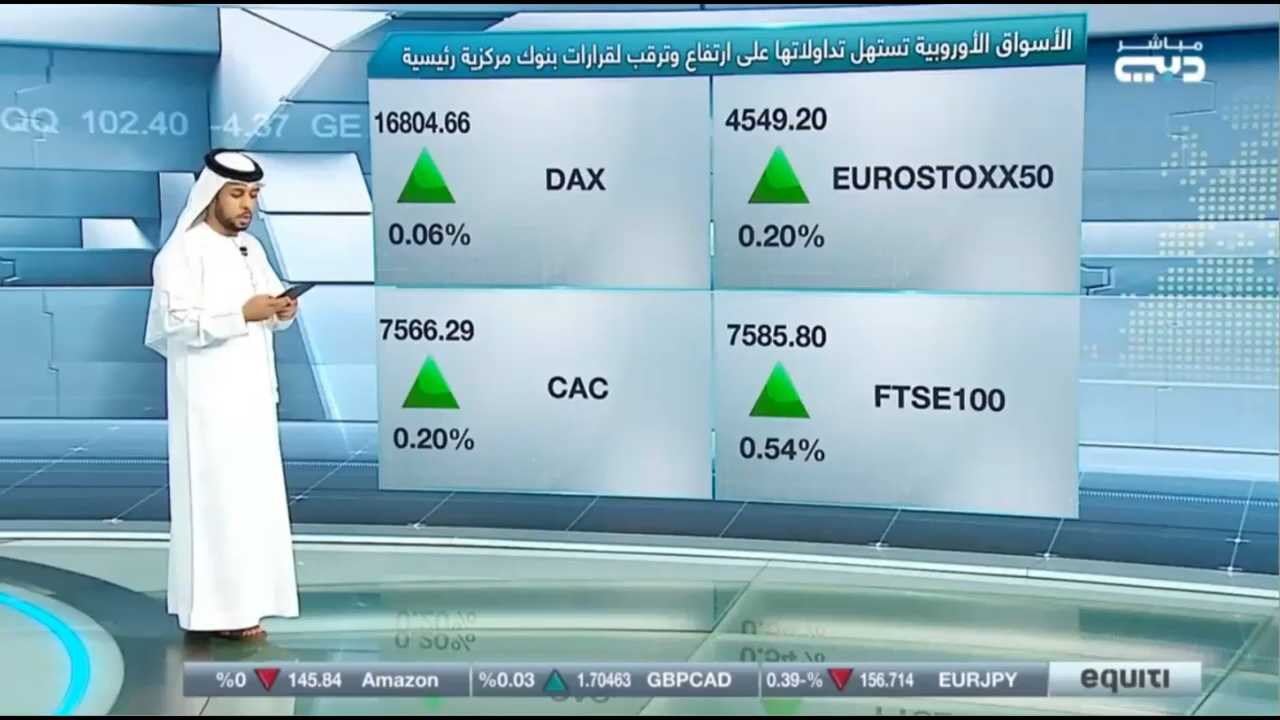 الأسواق الأوروبية تستهل تداولاتها على ارتفاع وترقب لقرارات بنوك مركزية رئيسية
مباشر
دبي
QQ 102.40 -4.37 GE
16804.66
DAX
0.06%
4549.20
EUROSTOXX50
0.20%
7566.29
CAC
0.20%
7585.80
FTSE100
0.54%
%0 145.84 Amazon %0.03 1.70463 GBPCAD 0.39-% 156.714 EURJPY equiti